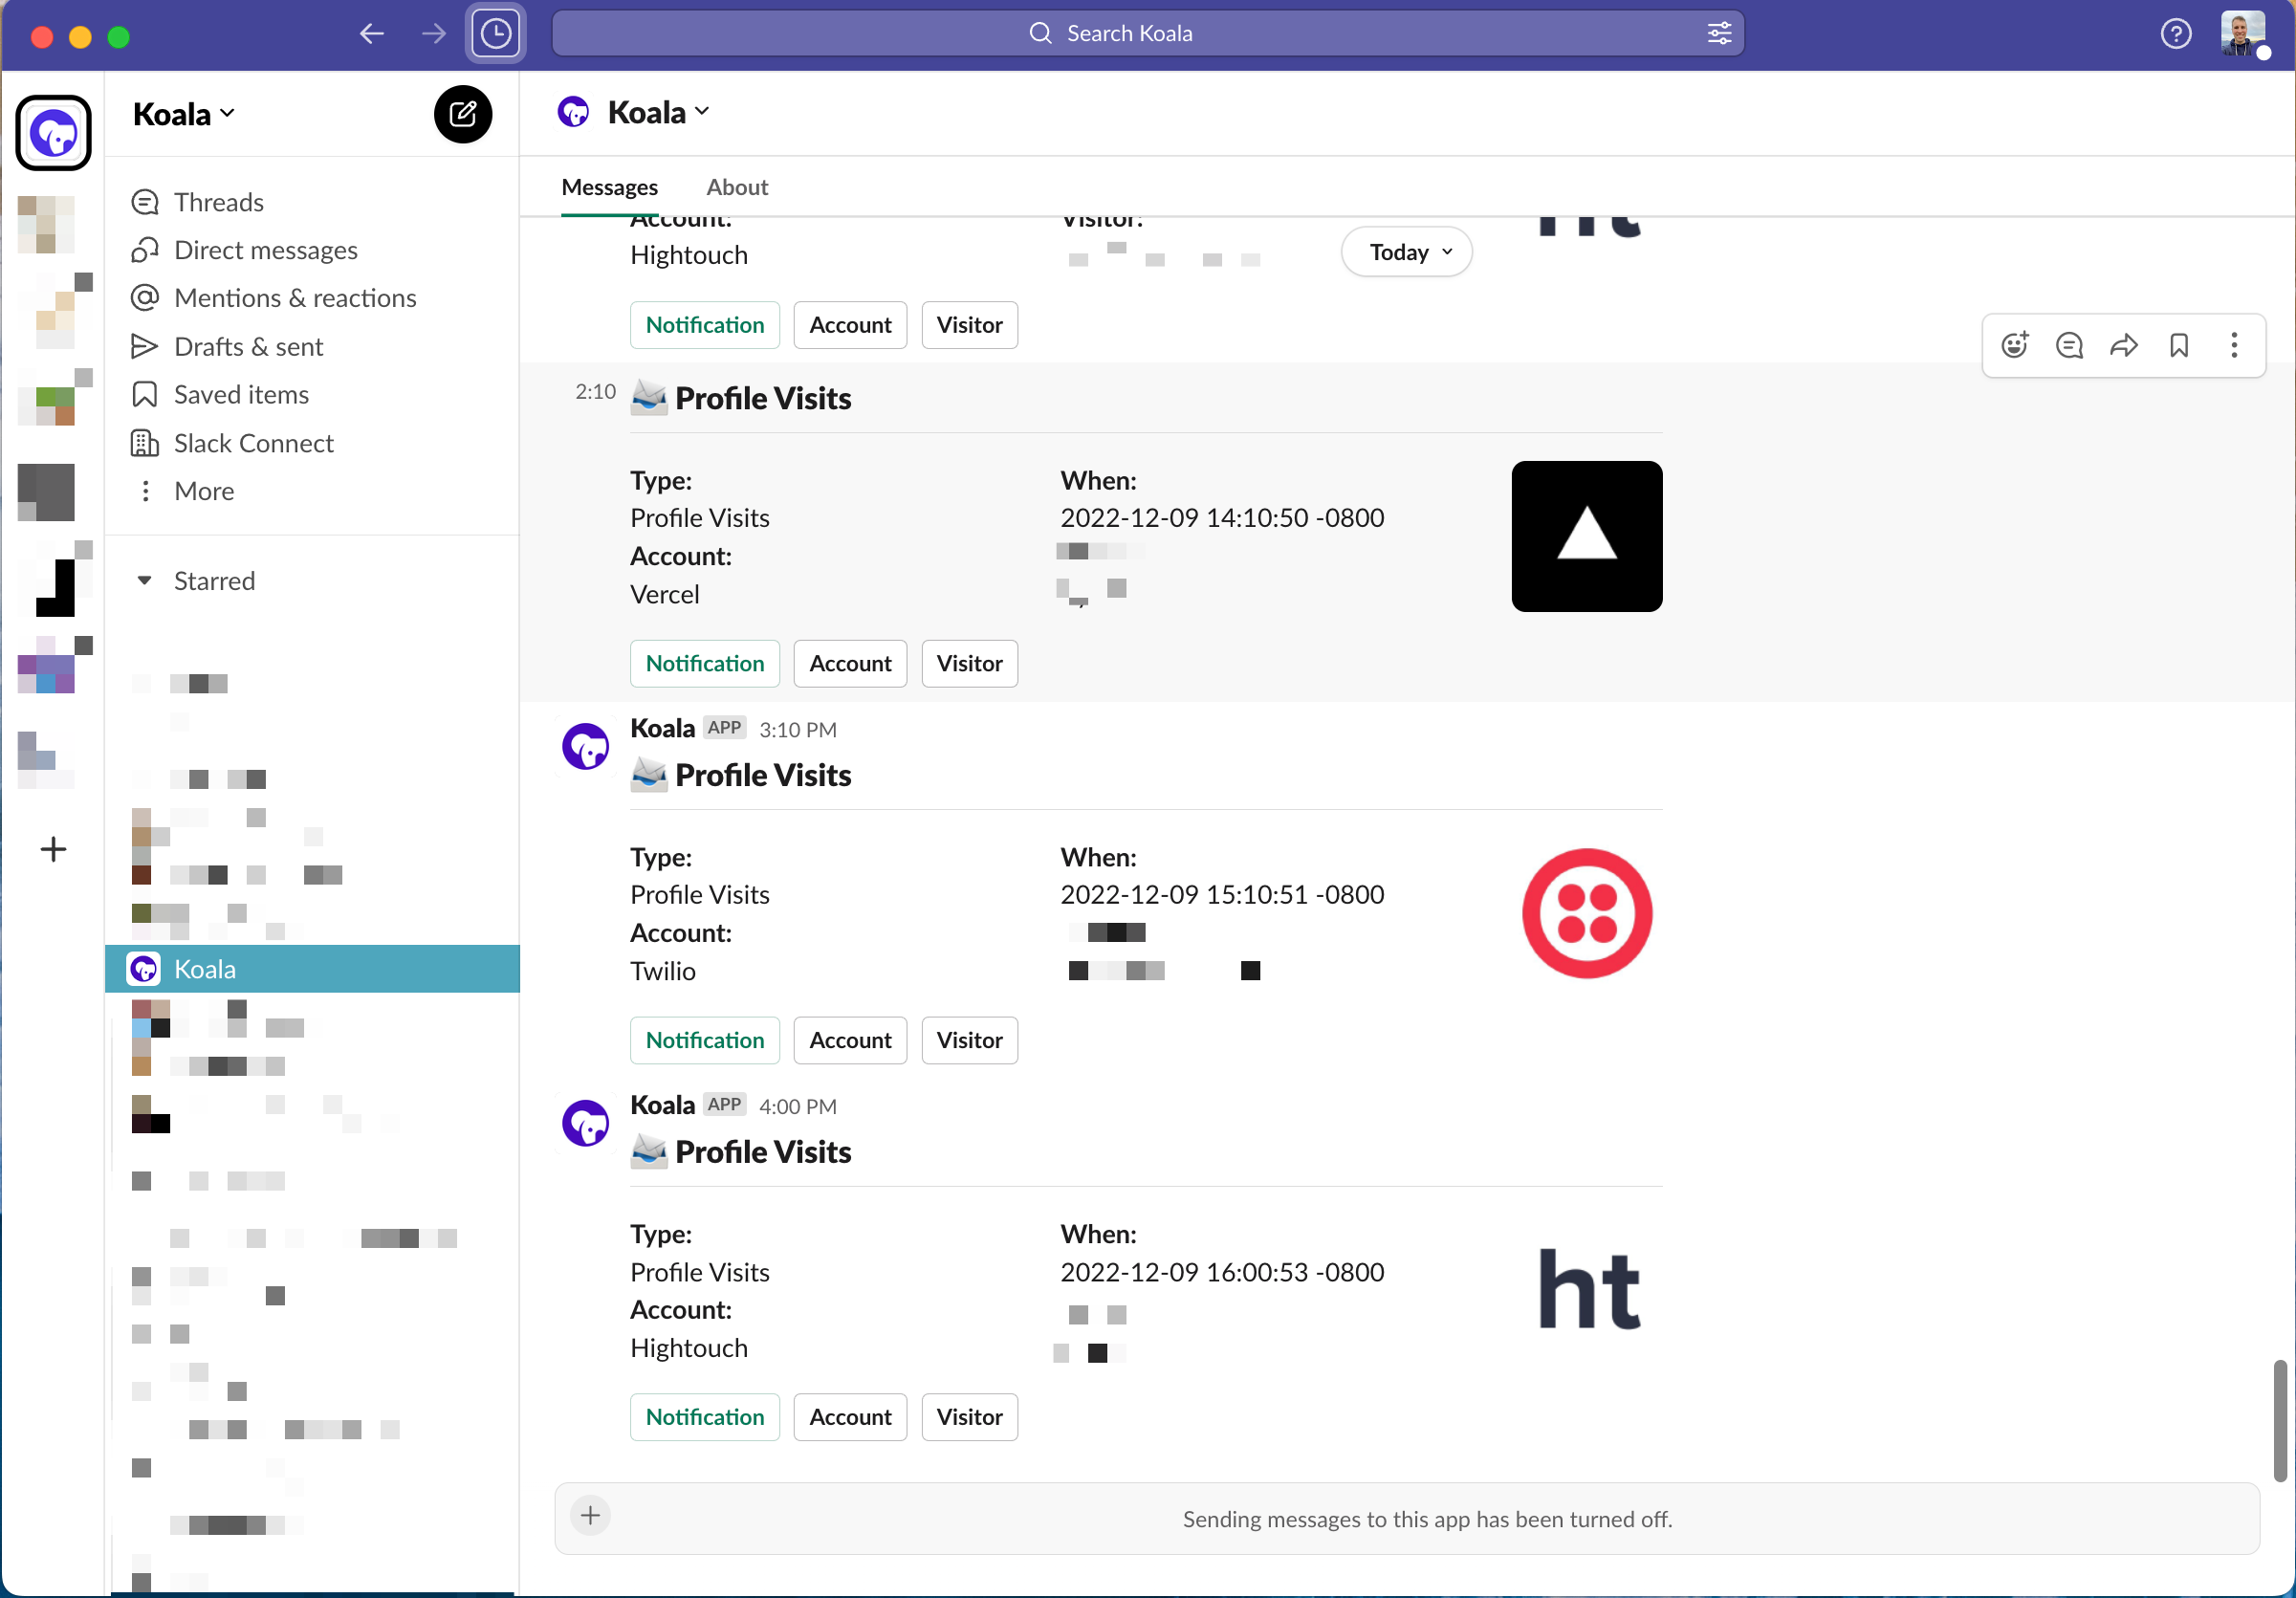 Search Koala
Koala
Threads
Direct messages
Mentions & reactions
Drafts & sent
Saved items
Slack Connect
More
Starred
Koala
Koala
Messages About
Account: Visitor:
Hightouch
Today
Notification Account Visitor
2:10 Profile Visits
Type: When:
Profile Visits 2022-12-09 14:10:50 -0800
Account:
Vercel
Notification Account Visitor
Koala APP 3:10 PM
Profile Visits
Type: When:
Profile Visits 2022-12-09 15:10:51 -0800
Account:
Twilio
Notification Account Visitor
Koala APP 4:00 PM
Profile Visits
Type: When:
Profile Visits 2022-12-09 16:00:53 -0800
Account:
Hightouch
ht
Notification Account Visitor
Sending messages to this app has been turned off.